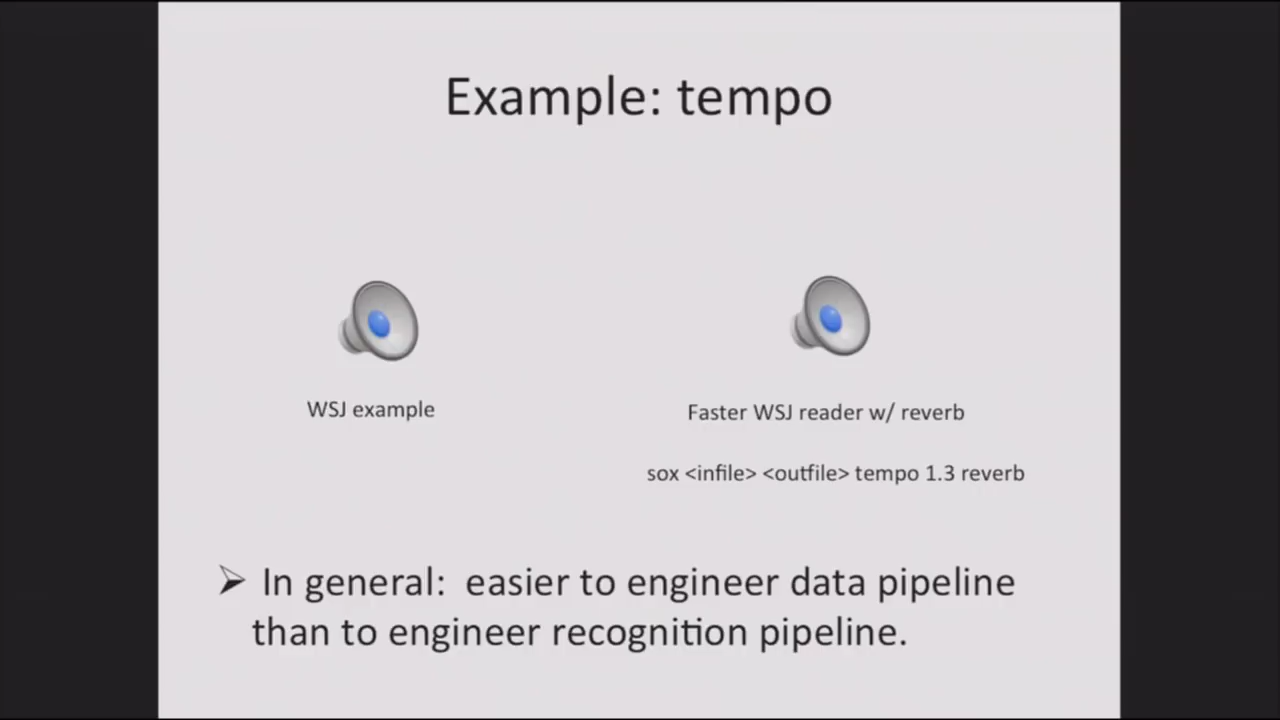 Example: tempo
WSJ example
Faster WSJ reader w/ reverb
sox <infile> <outfile> tempo 1.3 reverb
In general: easier to engineer data pipeline
than to engineer recognition pipeline.